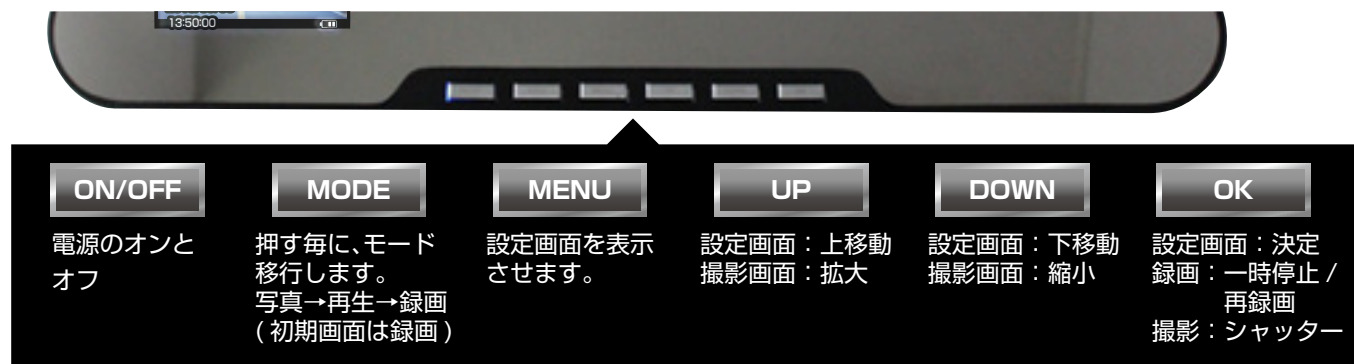 13:50:00
ON/OFF
電源のオンと
オフ
MODE
押す毎に、モード
移行します。
写真→再生→録画
( 初期画面は録画 )
MENU
設定画面を表示
させます。
UP
設定画面：上移動
撮影画面：拡大
DOWN
設定画面：下移動
撮影画面：縮小
OK
設定画面：決定
録画：一時停止 /
再録画
撮影：シャッター